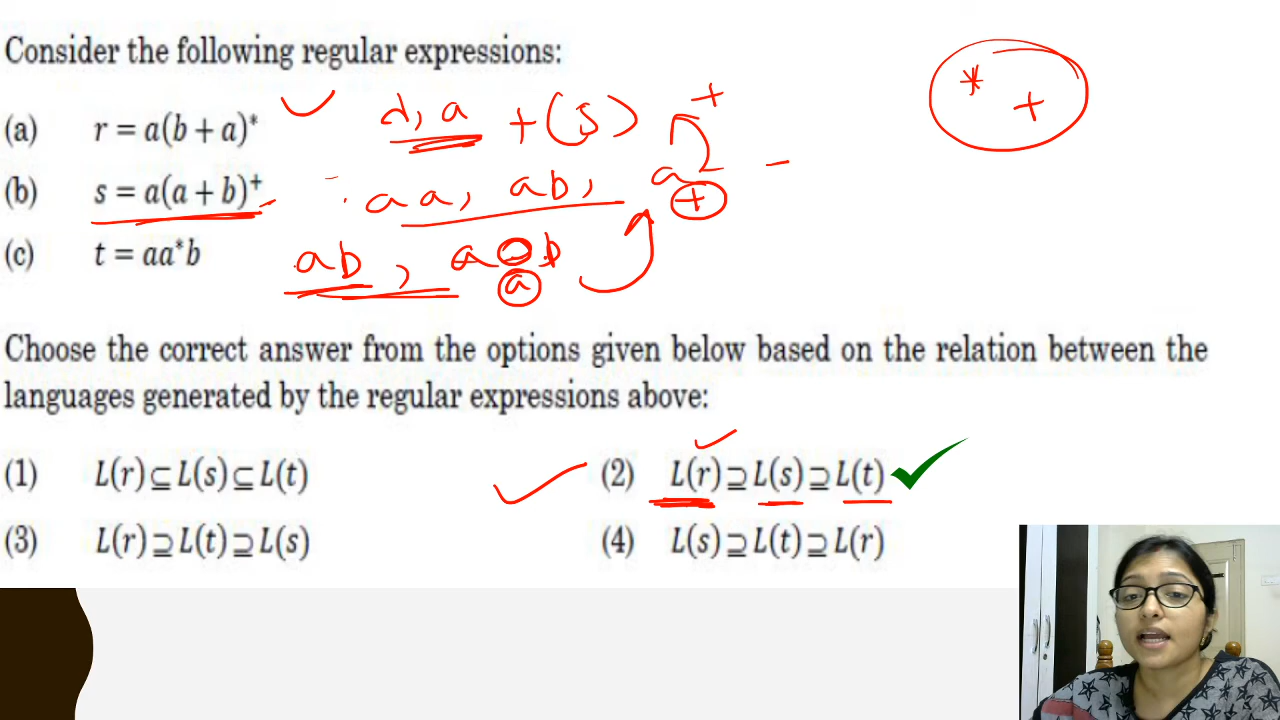 Consider the following regular expressions:
(a) r = a(b + a)* , a + (s) +
(b) s = a(a + b)⁺ aa, ab, a +
(c) t = aa*b ab, a b a
* +
Choose the correct answer from the options given below based on the relation between the
languages generated by the regular expressions above:
(1) L(r)⊆L(s)⊆L(t) (2) L(r)⊇L(s)⊇L(t)
(3) L(r)⊇L(t)⊇L(s) (4) L(s)⊇L(t)⊇L(r)